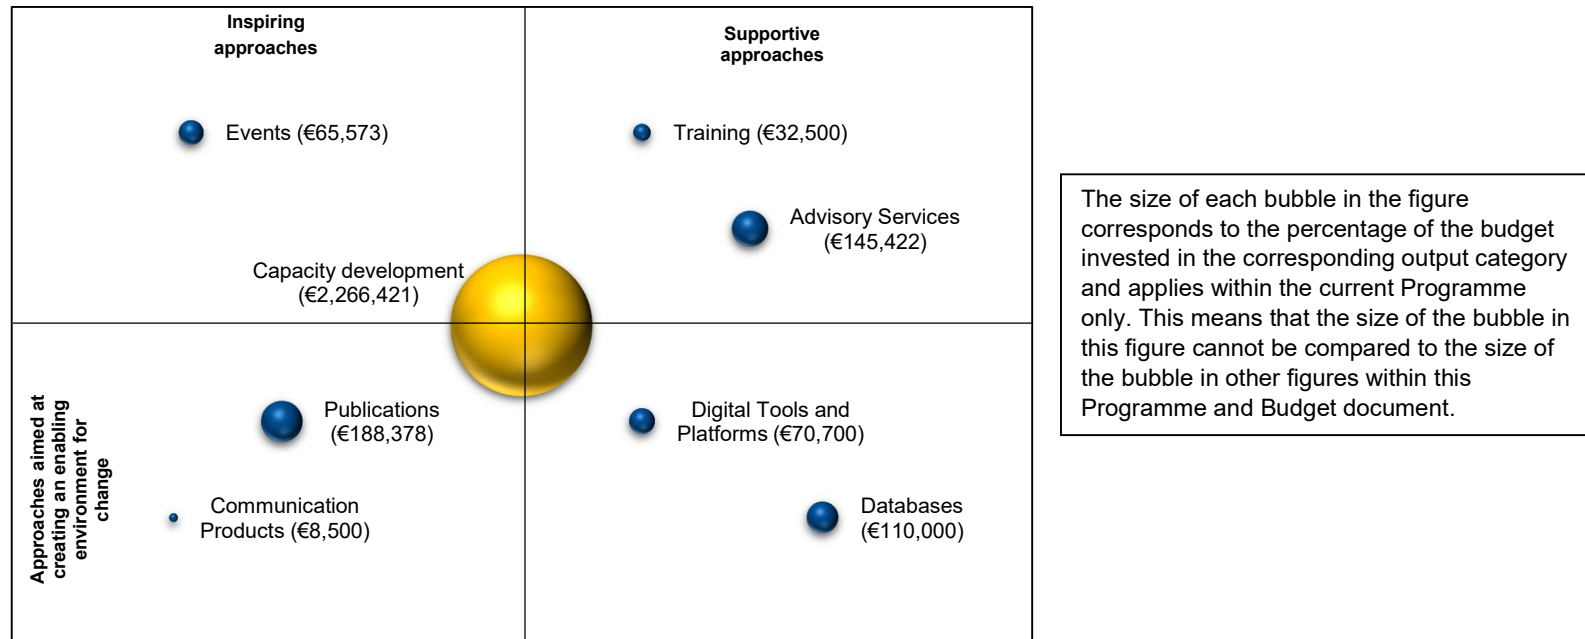 Inspiring
approaches
Supportive
approaches
Events (€65,573)
Training (€32,500)
Advisory Services
(€145,422)
Capacity development
(€2,266,421)
Approaches aimed at
creating an enabling
environment for
change
Publications
(€188,378)
Digital Tools and
Platforms (€70,700)
Communication
Products (€8,500)
Databases
(€110,000)
The size of each bubble in the figure
corresponds to the percentage of the budget
invested in the corresponding output category
and applies within the current Programme
only. This means that the size of the bubble in
this figure cannot be compared to the size of
the bubble in other figures within this
Programme and Budget document.